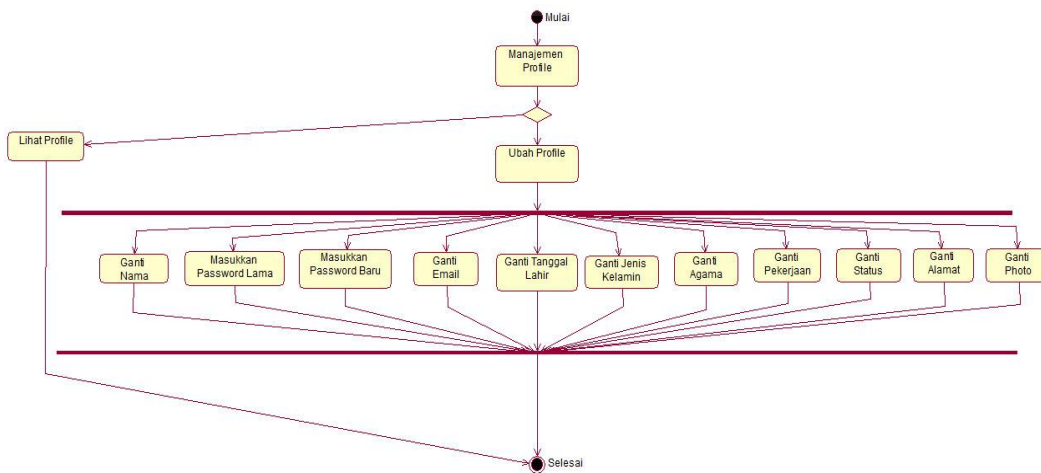 Mulai
Manajemen
Profile
Lihat Profile
Ubah Profile
Ganti
Nama
Masukkan
Password Lama
Masukkan
Password Baru
Ganti
Email
Ganti Tanggal
Lahir
Ganti Jenis
Kelamin
Ganti
Agama
Ganti
Pekerjaan
Ganti
Status
Ganti
Alamat
Ganti
Photo
Selesai